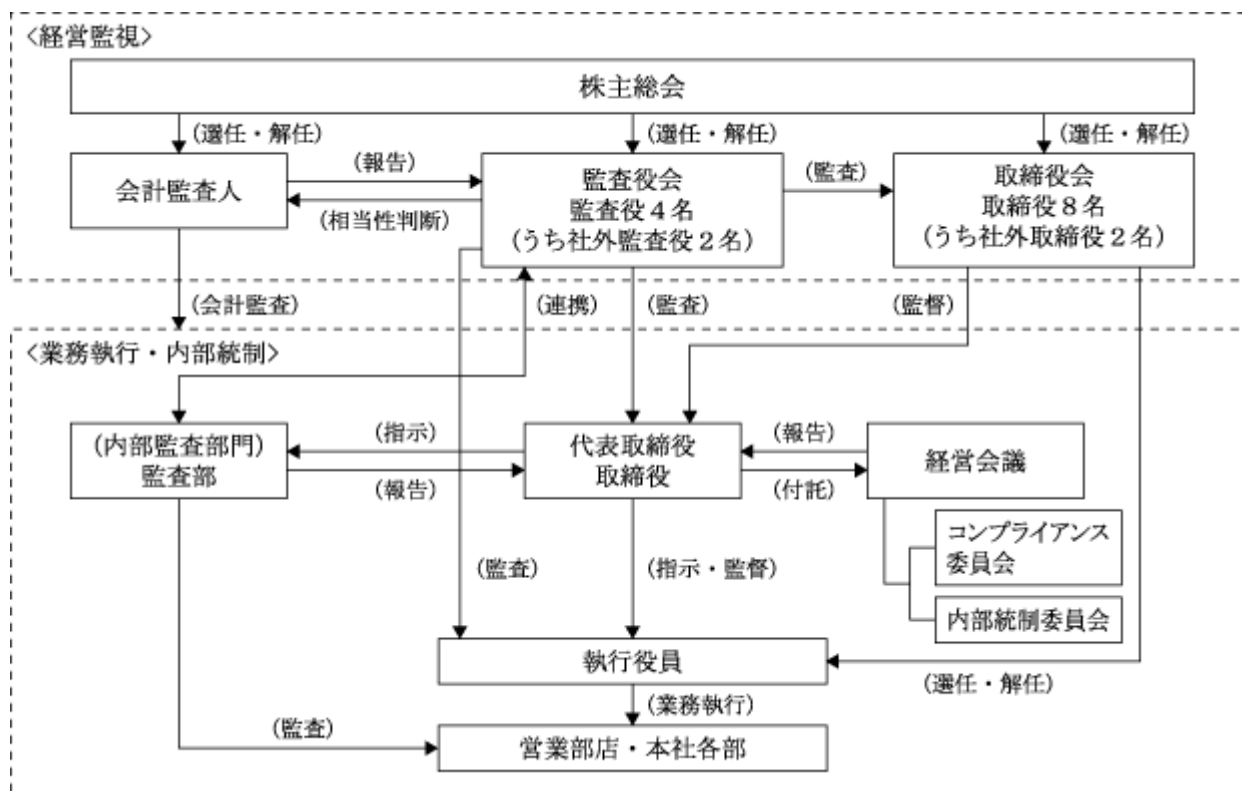 〈経営監視〉
株主総会
(選任・解任)
(選任・解任)
(選任・解任)
会計監査人
(報告)
(相当性判断)
監査役会
監査役4名
(うち社外監査役2名)
(監査)
取締役会
取締役8名
(うち社外取締役2名)
(会計監査)
(連携)
(監査)
(監督)
〈業務執行・内部統制〉
(内部監査部門)
監査部
(指示)
(報告)
代表取締役
取締役
(報告)
(付託)
経営会議
コンプライアンス
委員会
内部統制委員会
(監査)
(指示・監督)
執行役員
(選任・解任)
(業務執行)
(監査)
営業部店・本社各部